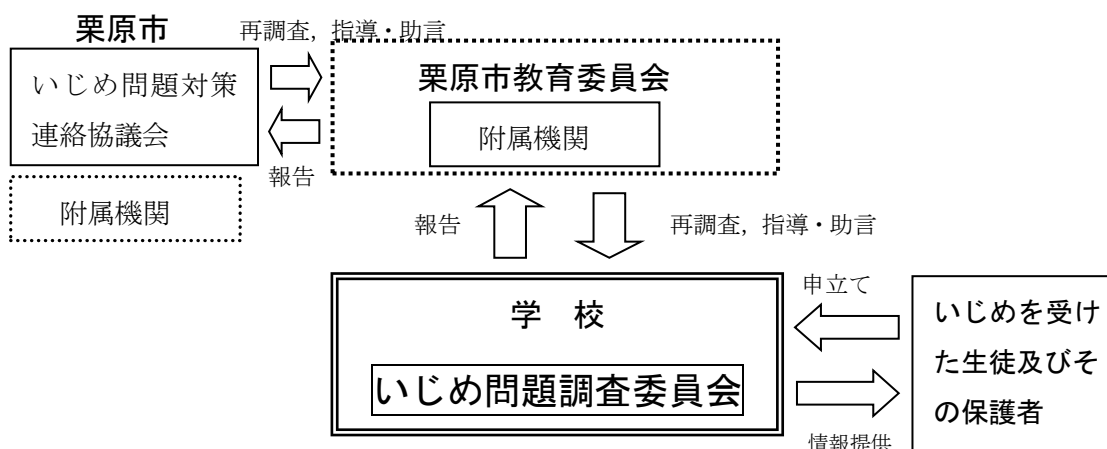 栗原市
再調査,指導・助言
いじめ問題対策
連絡協議会
附属機関
栗原市教育委員会
附属機関
報告
報告
再調査,指導・助言
学 校
いじめ問題調査委員会
申立て
情報提供
いじめを受け
た生徒及びそ
の保護者